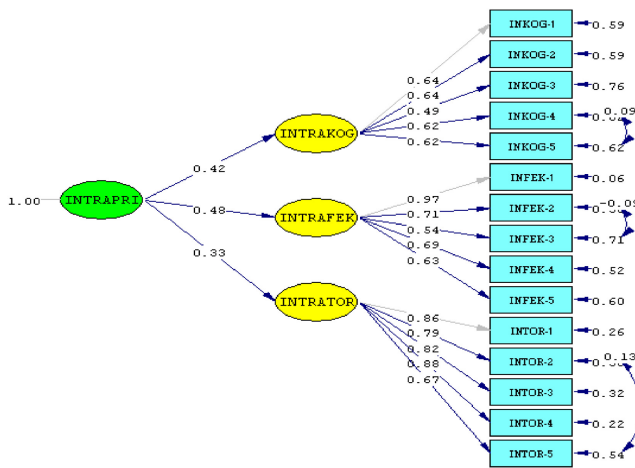 INKOG-1 0.59
INKOG-2 0.59
INKOG-3 0.76
INKOG-4 0.09
INKOG-5 0.62
0.64
0.64
0.49
0.62
0.62
INTRAKOG
0.42
1.00 INTRAPRI
0.48
0.33
INFEK-1 0.06
INFEK-2 -0.09
INFEK-3 0.71
INFEK-4 0.52
INFEK-5 0.60
0.97
0.71
0.54
0.69
0.63
INTRAFEK
INTRATOR
0.86
0.79
0.82
0.88
0.67
INTOR-1 0.26
INTOR-2 0.13
INTOR-3 0.32
INTOR-4 0.22
INTOR-5 0.54